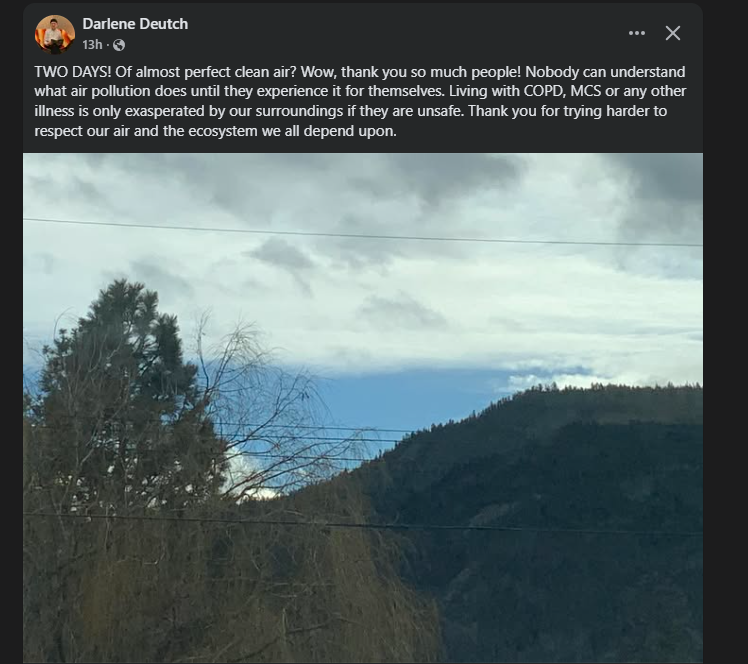 Darlene Deutch
13h ·
TWO DAYS! Of almost perfect clean air? Wow, thank you so much people! Nobody can understand
what air pollution does until they experience it for themselves. Living with COPD, MCS or any other
illness is only exasperated by our surroundings if they are unsafe. Thank you for trying harder to
respect our air and the ecosystem we all depend upon.